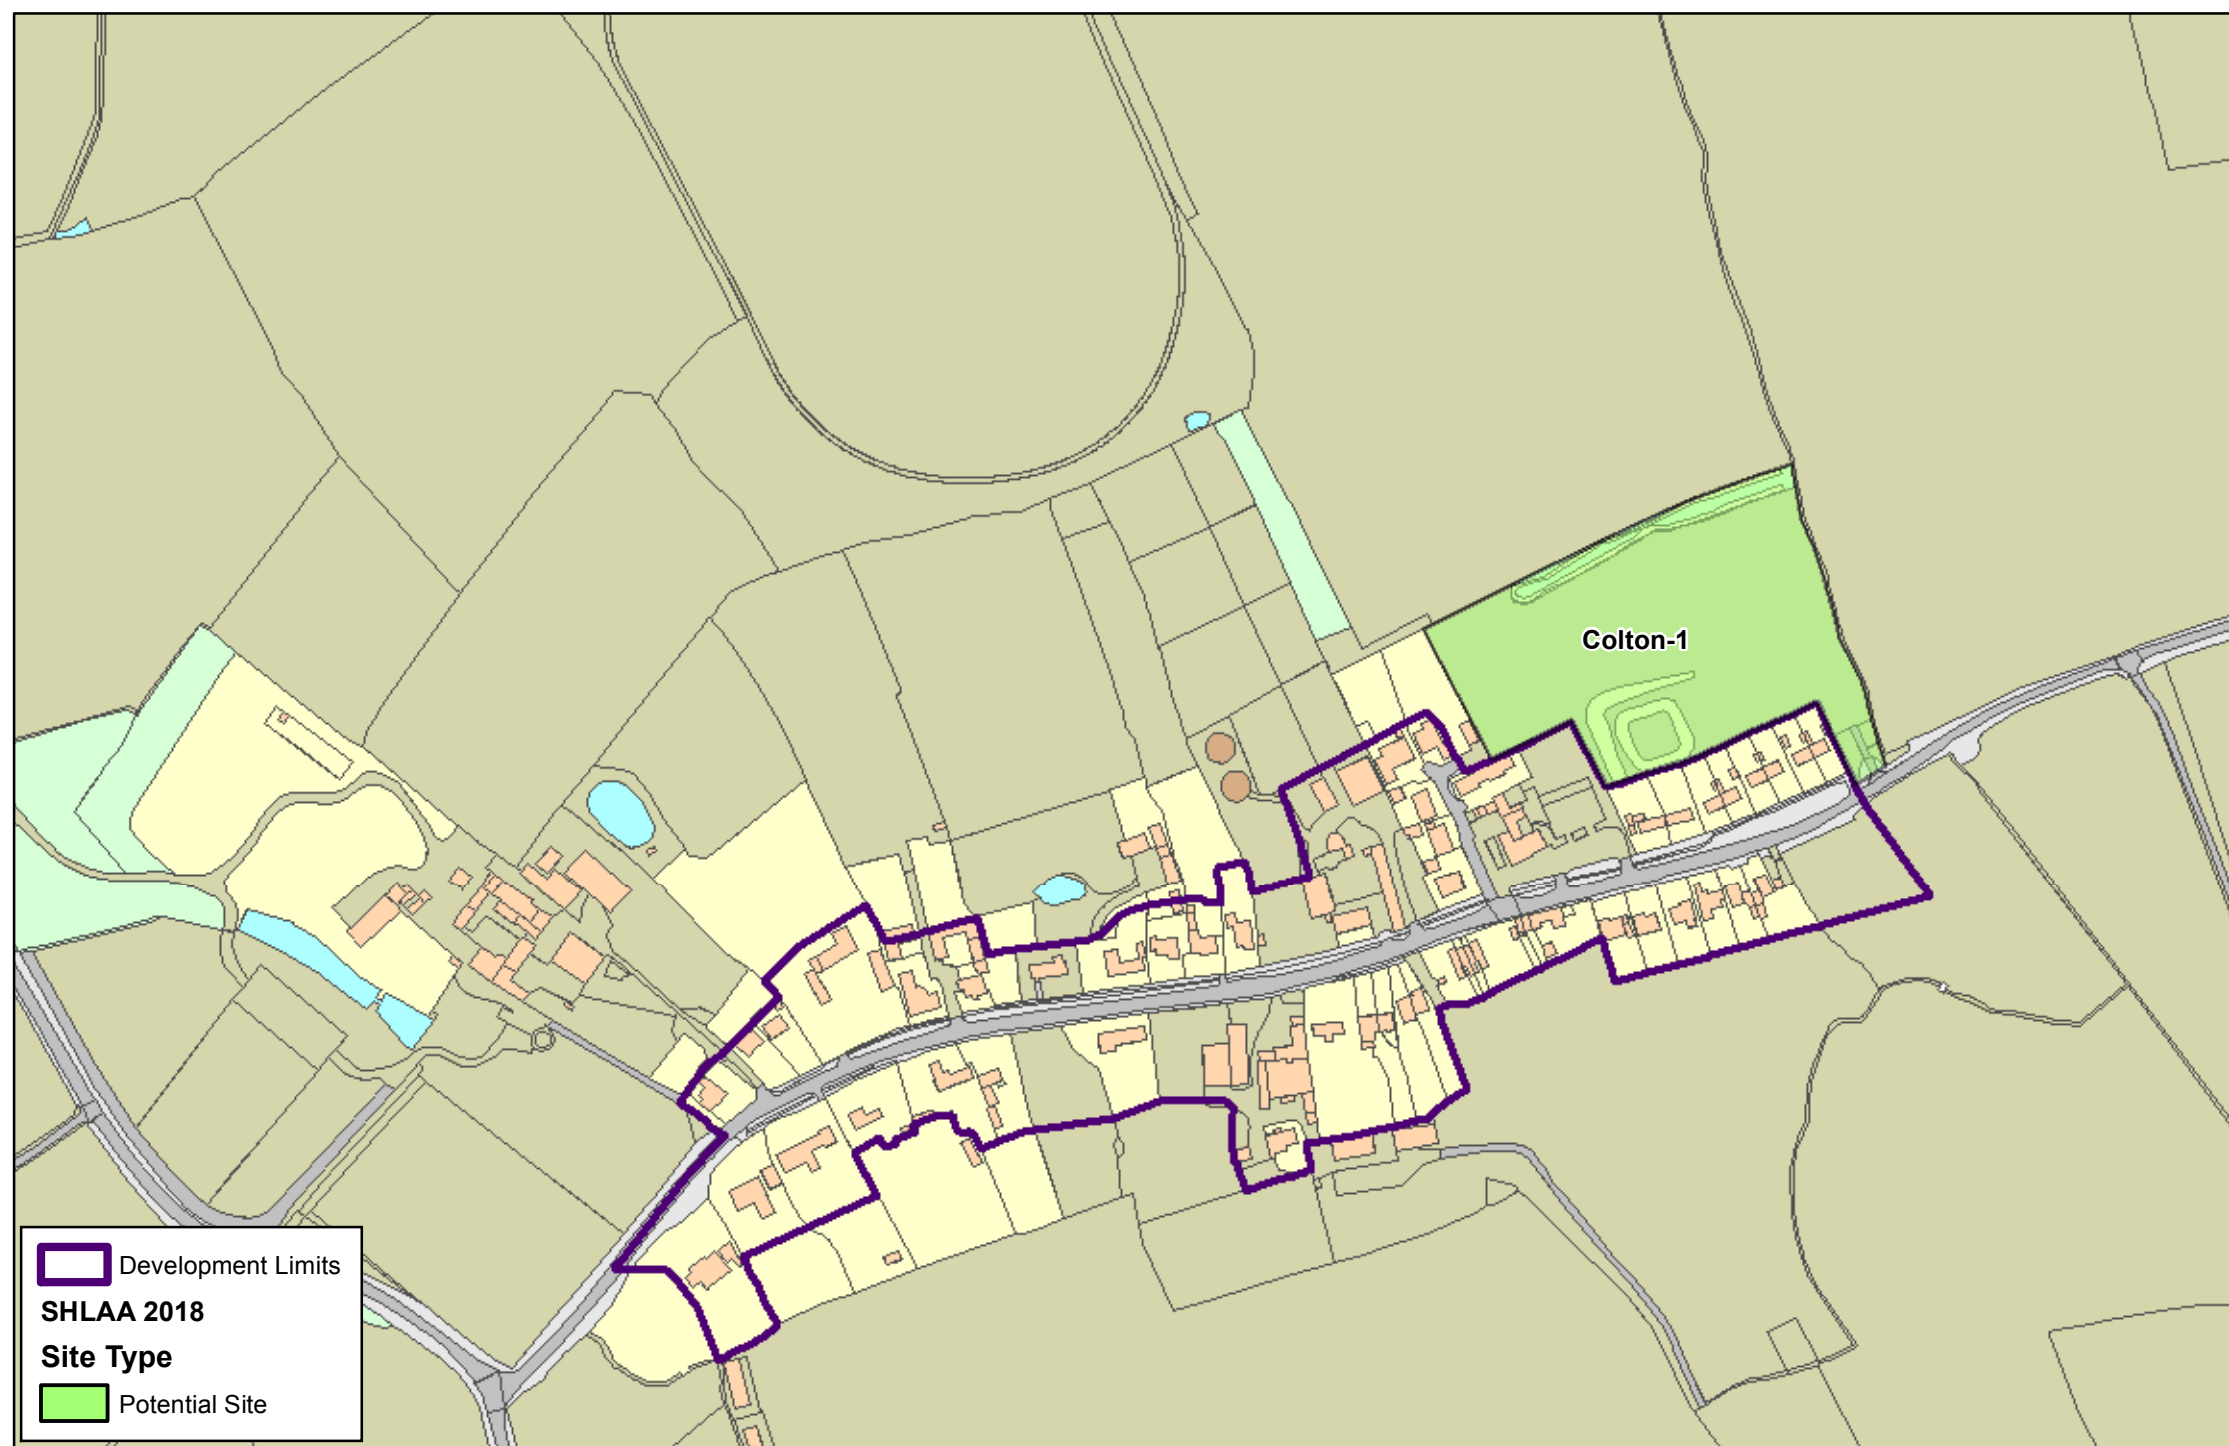 Colton-1
Development Limits
SHLAA 2018
Site Type
Potential Site